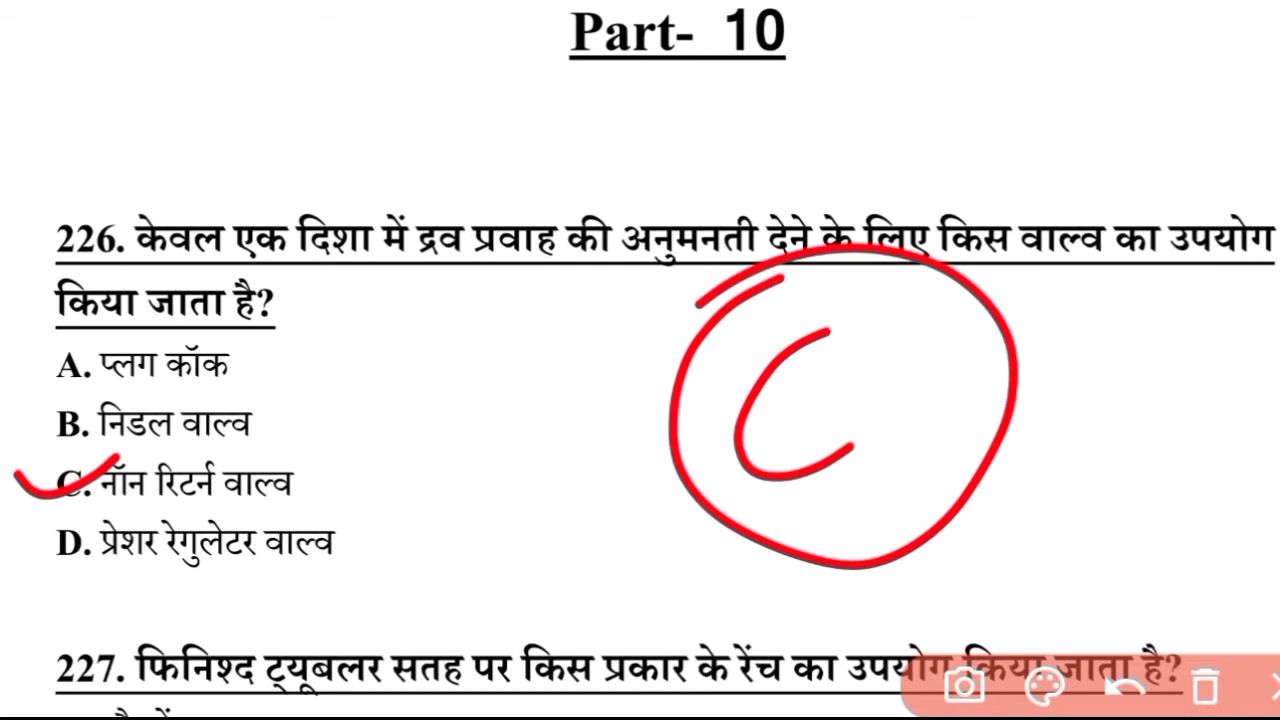 Part- 10
226. केवल एक दिशा में द्रव प्रवाह की अनुमनती देने के लिए किस वाल्व का उपयोग
किया जाता है?
A. प्लग कॉक
B. निडल वाल्व
C. नॉन रिटर्न वाल्व
D. प्रेशर रेगुलेटर वाल्व
C
227. फिनिश्द ट्यूबलर सतह पर किस प्रकार के रेंच का उपयोग किया जाता है?